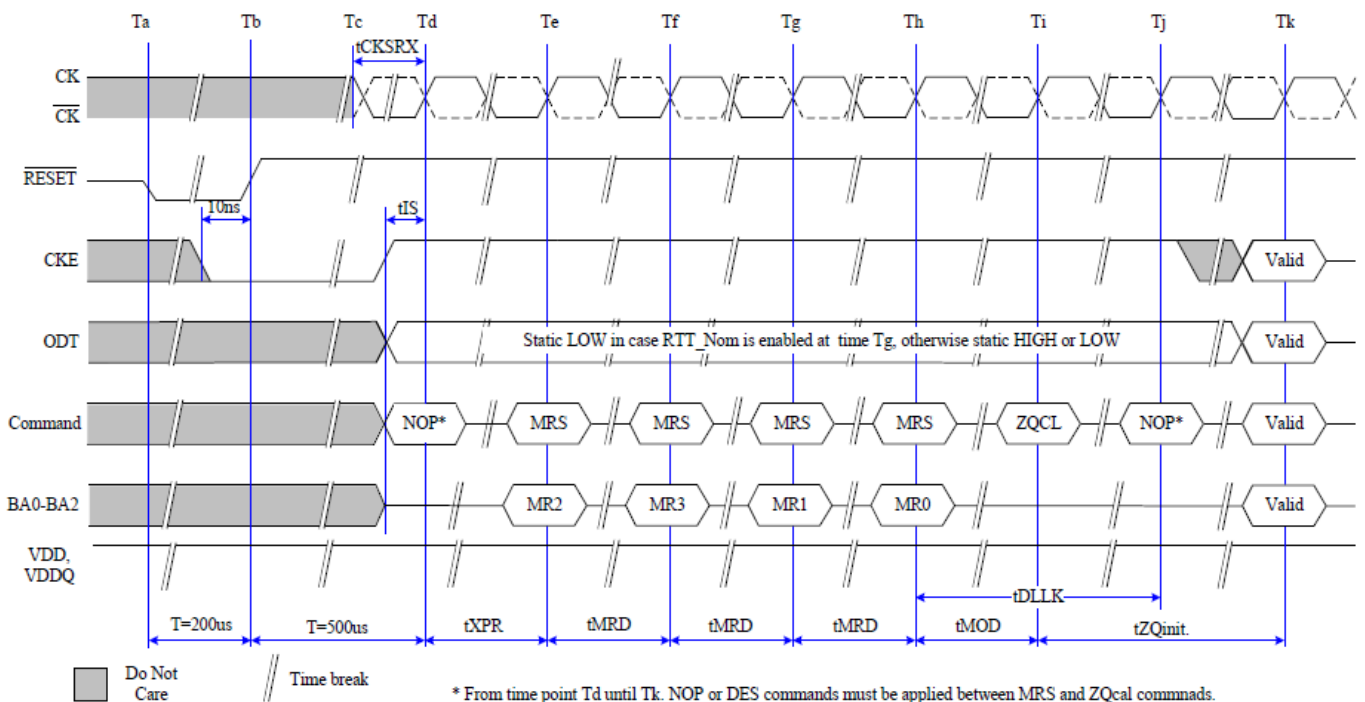 Ta Tb Tc Td Te Tf Tg Th Ti Tj Tk
tCKSRX
CK
CK
RESET
10ns
tIS
CKE
Valid
ODT
Static LOW in case RTT_Nom is enabled at time Tg, otherwise static HIGH or LOW
Valid
Command
NOP* MRS MRS MRS MRS ZQCL NOP* Valid
BA0-BA2
MR2 MR3 MR1 MR0 Valid
VDD,
VDDQ
tDLLK
T=200us T=500us tXPR tMRD tMRD tMRD tMOD tZQinit.
Do Not
Care
Time break
* From time point Td until Tk. NOP or DES commands must be applied between MRS and ZQcal commnads.